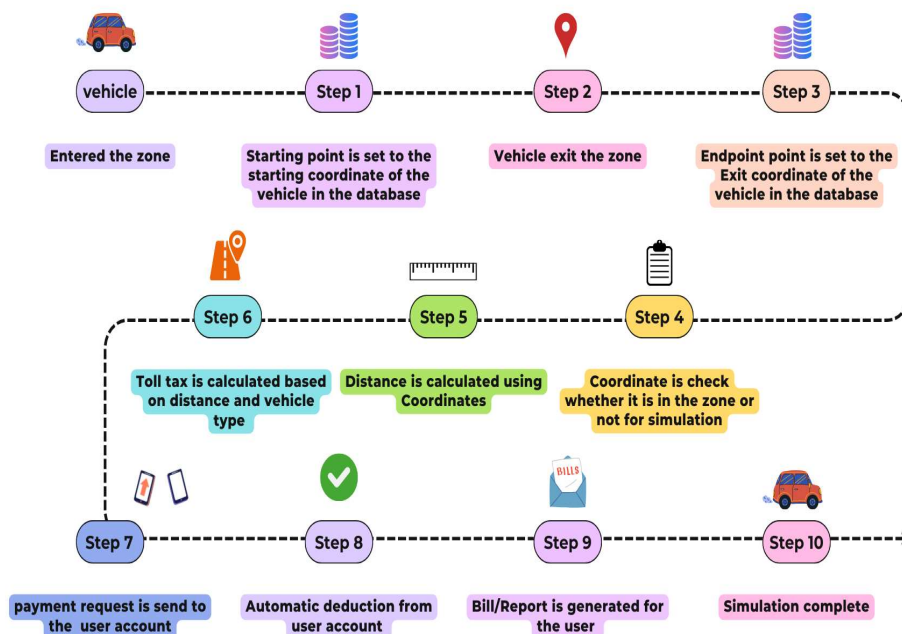 vehicle
Step 1
Step 2
Step 3
Entered the zone
Starting point is set to the
starting coordinate of the
vehicle in the database
Vehicle exit the zone
Endpoint point is set to the
Exit coordinate of the
vehicle in the database
Step 6
Step 5
Step 4
Toll tax is calculated based
on distance and vehicle
type
Distance is calculated using
Coordinates
Coordinate is check
whether it is in the zone or
not for simulation
BILLS
Step 7
Step 8
Step 9
Step 10
payment request is send to
the user account
Automatic deduction from
user account
Bill/Report is generated for
the user
Simulation complete